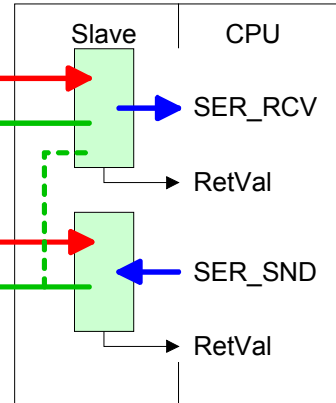 Slave CPU
SER_RCV
RetVal
SER_SND
RetVal